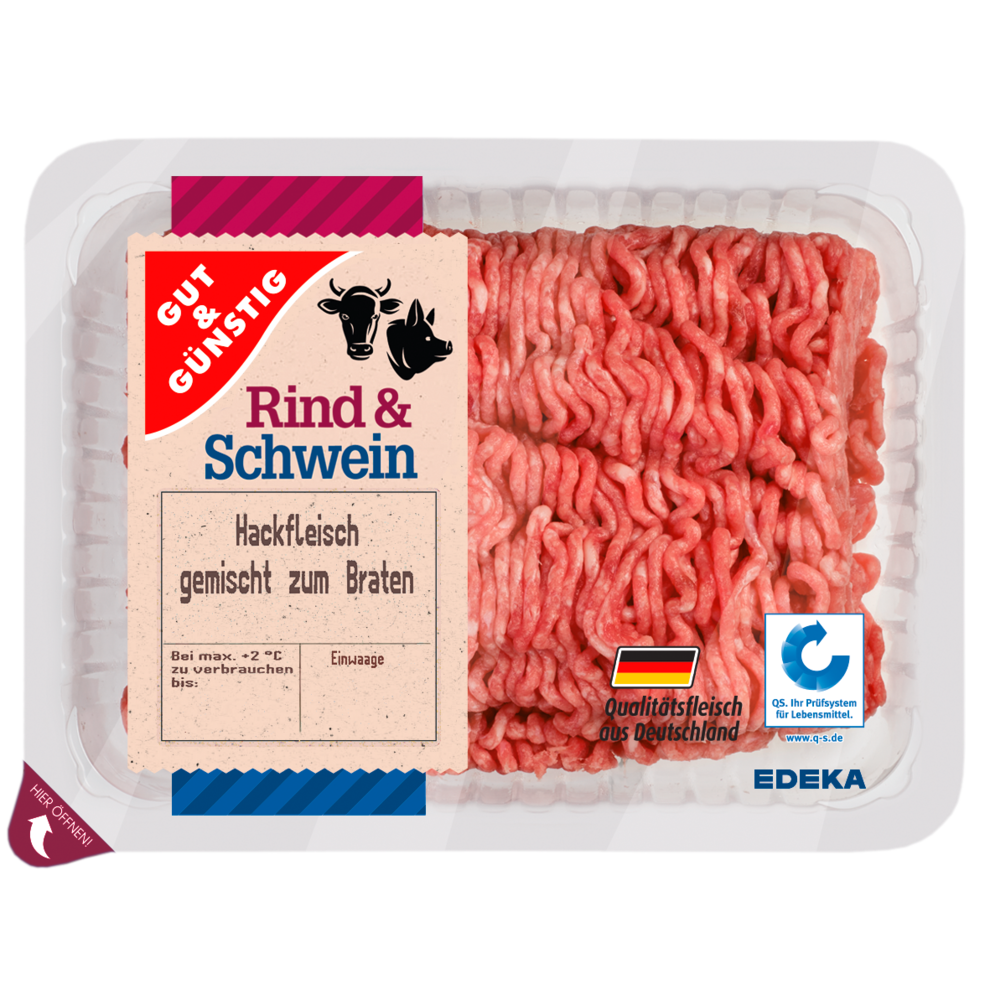 GUT
&
GÜNSTIG
Rind &
Schwein
Hackfleisch
gemischt zum Braten
Bei max. +2 °C
zu verbrauchen
bis:
Einwaage
Qualitätsfleisch
aus Deutschland
QS. Ihr Prüfsystem
für Lebensmittel.
www.q-s.de
EDEKA
HIER ÖFFNEN!